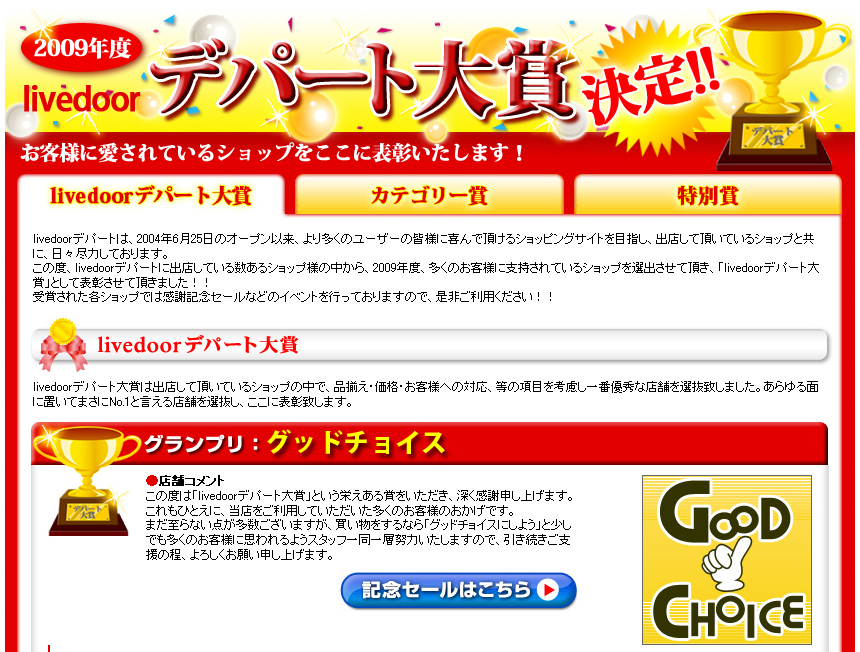 2009年度
livedoor
デパート大賞
決定!!
デパート
大賞
お客様に愛されているショップをここに表彰いたします！
livedoorデパート大賞
カテゴリー賞
特別賞
livedoorデパートは、2004年6月25日のオープン以来、より多くのユーザーの皆様に喜んで頂けるショッピングサイトを目指し、出店して頂いているショップと共
に、日々尽力しております。
この度、livedoorデパートに出店している数あるショップ様の中から、2009年度、多くのお客様に支持されているショップを選出させて頂き、「livedoorデパート大
賞」として表彰させて頂きました！！
受賞された各ショップでは感謝記念セールなどのイベントを行っておりますので、是非ご利用ください！！
livedoorデパート大賞
livedoorデパート大賞は出店して頂いているショップの中で、品揃え・価格・お客様への対応、等の項目を考慮し一番優秀な店舗を選抜致しました。あらゆる面
に置いてまさにNo.1と言える店舗を選抜し、ここに表彰致します。
グランプリ：グッドチョイス
デパート
大賞
●店舗コメント
この度は「livedoorデパート大賞」という栄えある賞をいただき、深く感謝申し上げます。
これもひとえに、当店をご利用していただいた多くのお客様のおかげです。
まだ至らない点が多数ございますが、買い物をするなら「グッドチョイスにしよう」と少し
でも多くのお客様に思われるようスタッフ一同一層努力いたしますので、引き続きご支
援の程、よろしくお願い申し上げます。
記念セールはこちら
GOOD
CHOICE